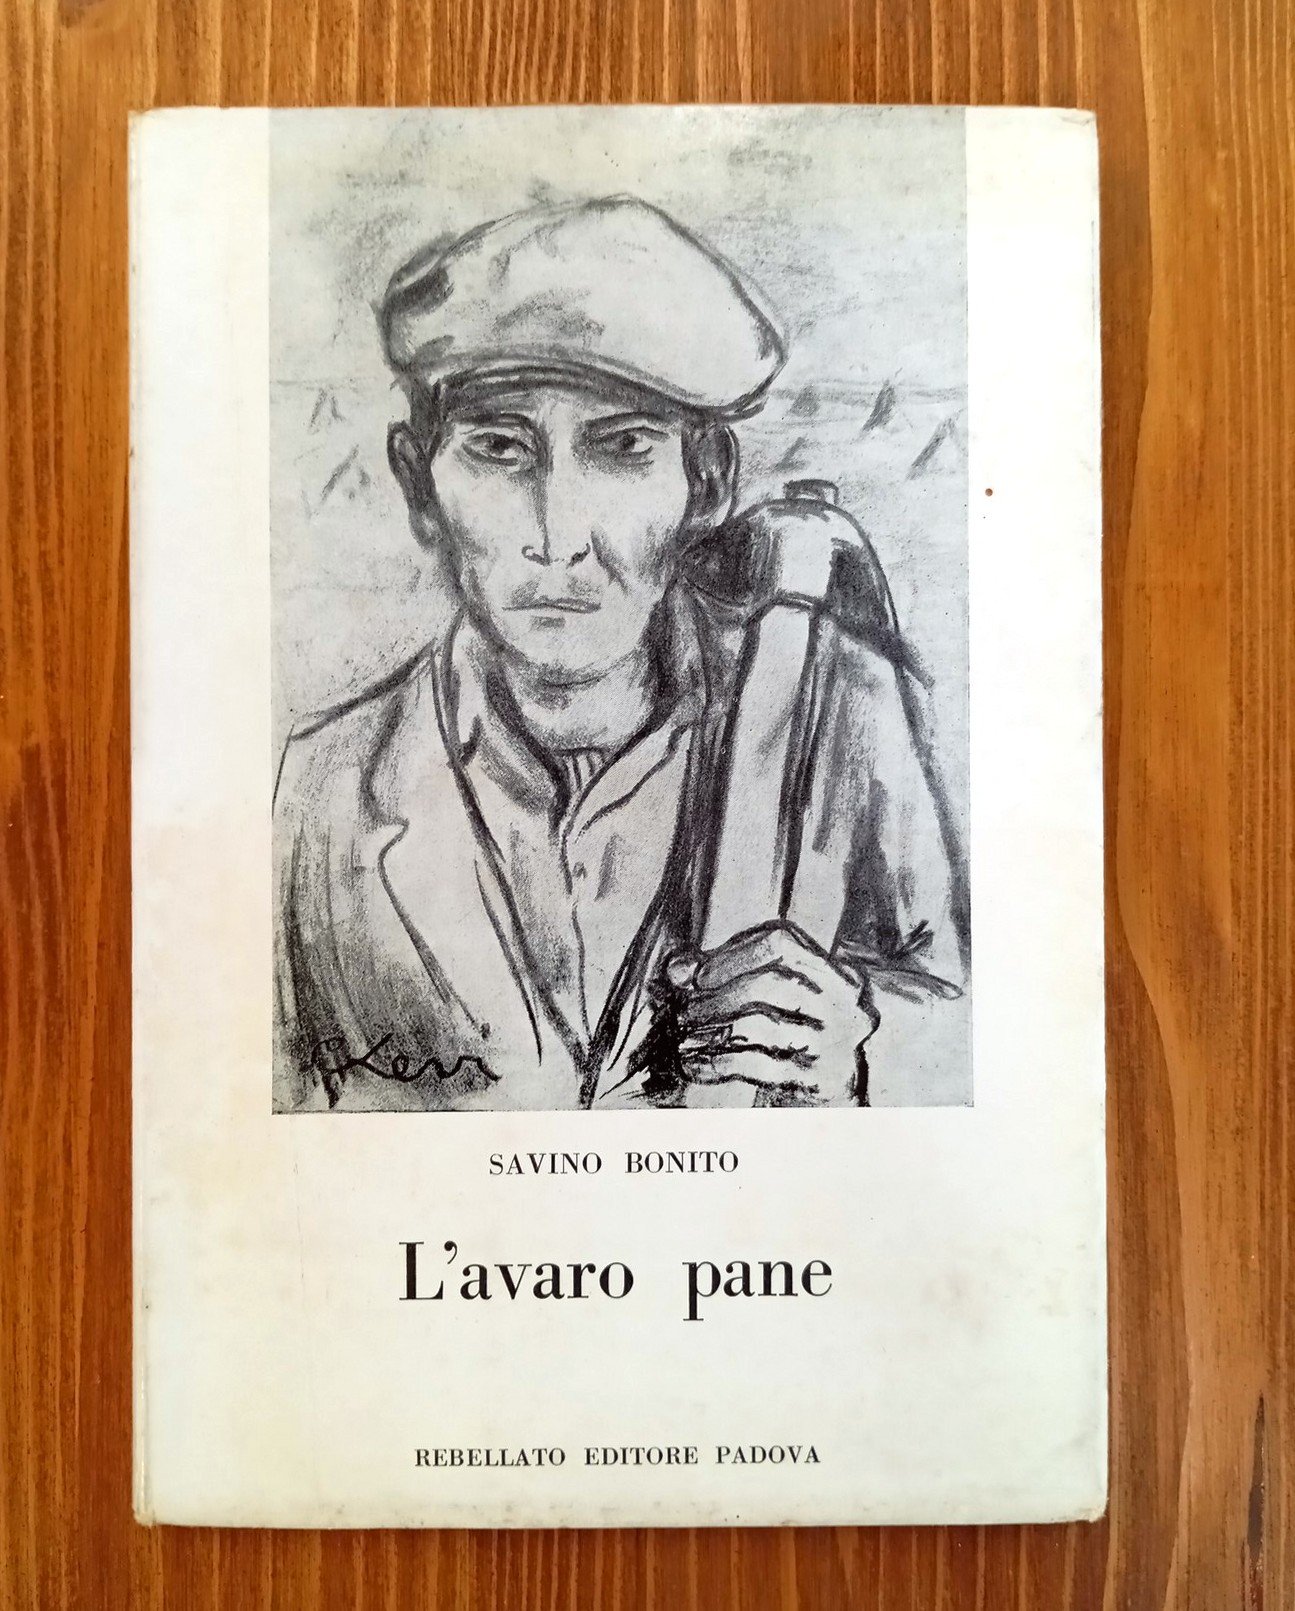 SAVINO BONITO
L'avaro pane
REBELLATO EDITORE PADOVA